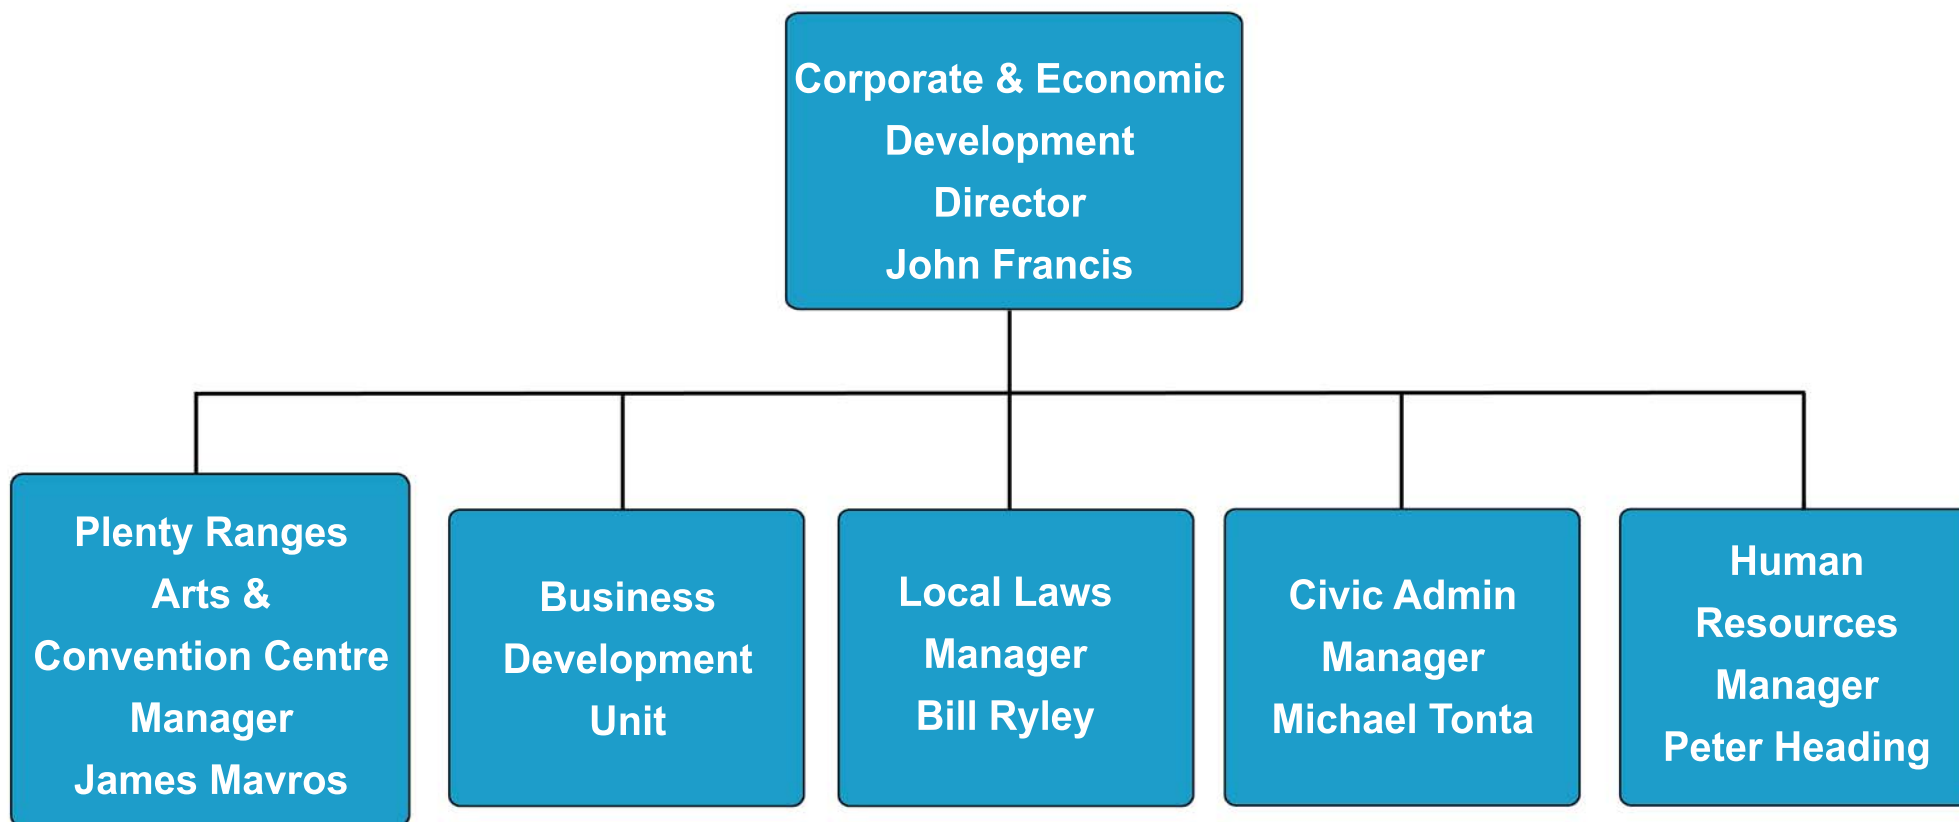 Corporate & Economic
Development
Director
John Francis
Plenty Ranges
Arts &
Convention Centre
Manager
James Mavros
Business
Development
Unit
Local Laws
Manager
Bill Ryley
Civic Admin
Manager
Michael Tonta
Human
Resources
Manager
Peter Heading